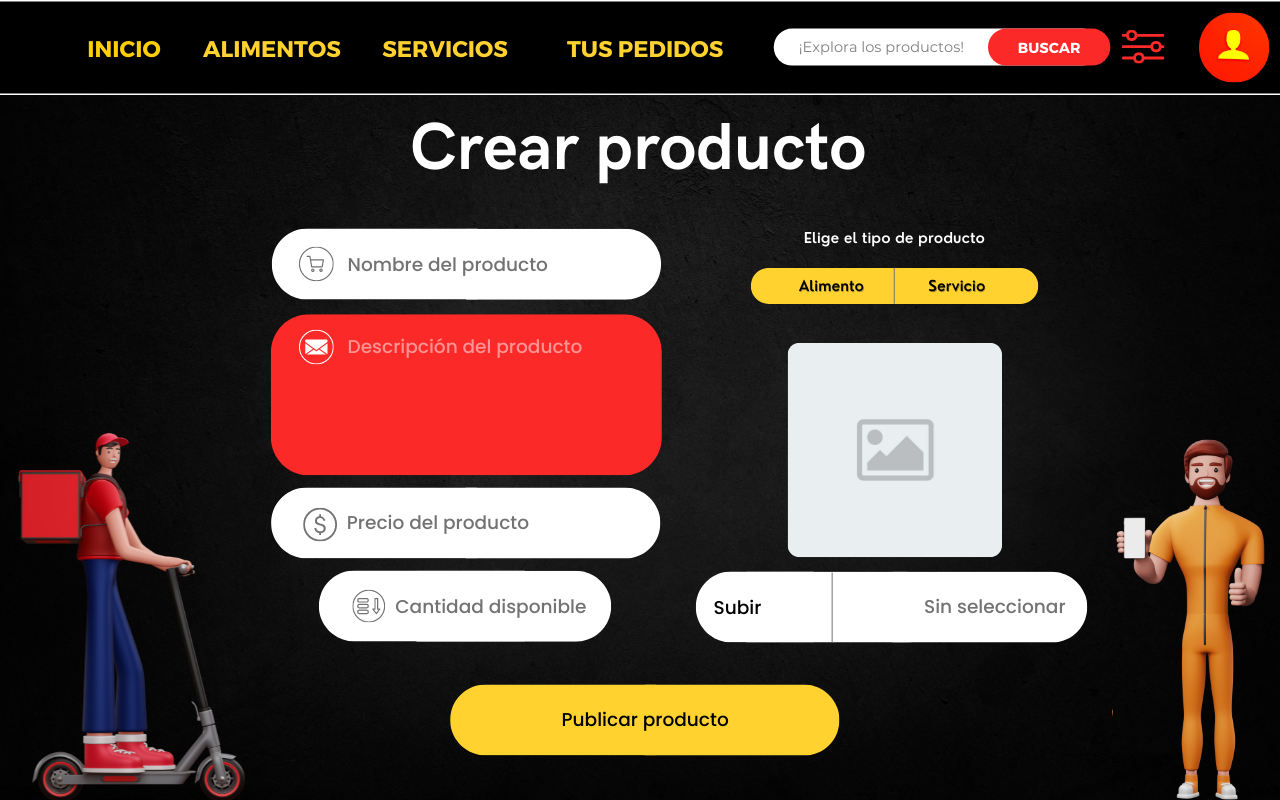 INICIO ALIMENTOS SERVICIOS TUS PEDIDOS ¡Explora los productos! BUSCAR
Crear producto
Nombre del producto
Descripción del producto
Precio del producto
Cantidad disponible
Elige el tipo de producto
Alimento Servicio
Subir Sin seleccionar
Publicar producto